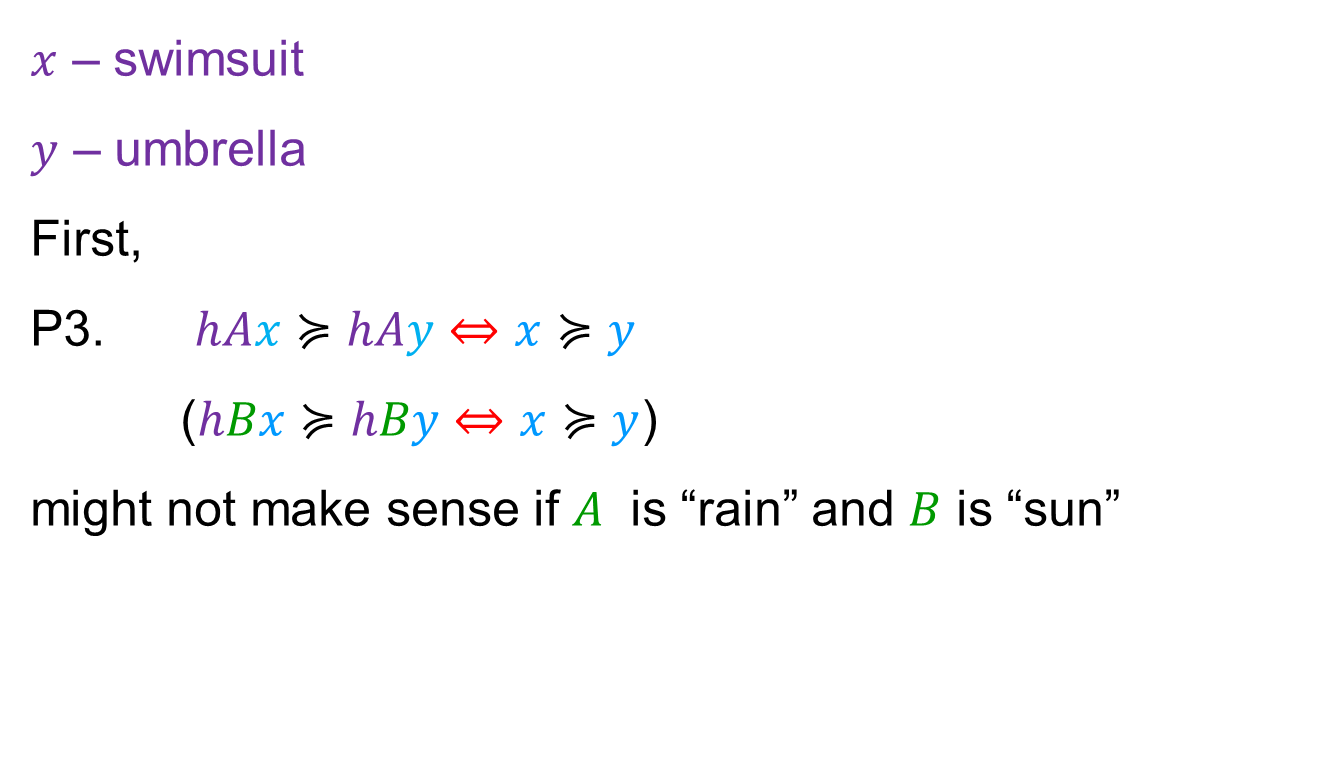 x – swimsuit
y – umbrella
First,
P3. hAx ≽ hAy ⇔ x ≽ y
(hBx ≽ hBy ⇔ x ≽ y)
might not make sense if A is “rain” and B is “sun”